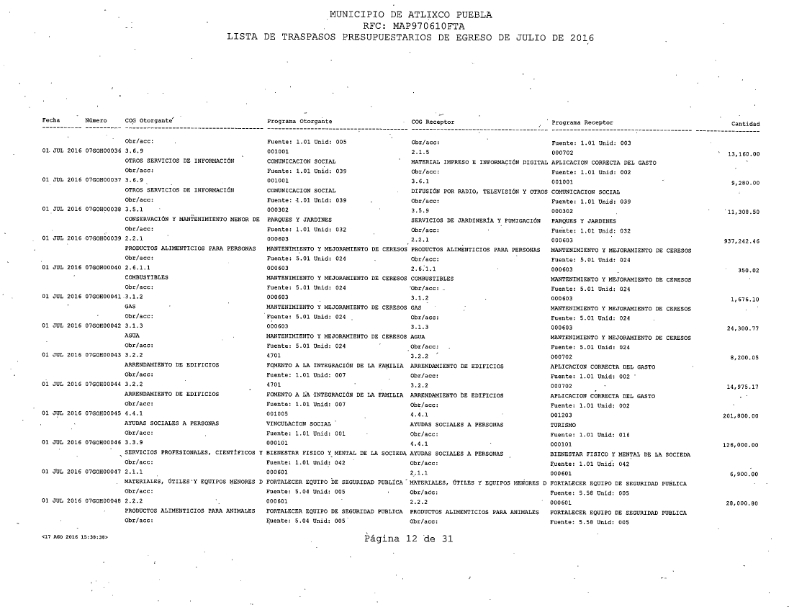 MUNICIPIO DE ATLIXCO PUEBLA
RFC: MAP970610FTA
LISTA DE TRASPASOS PRESUPUESTARIOS DE EGRESO DE JULIO DE 2016
Fecha Número COG Otorgante Programa Otorgante COG Receptor Programa Receptor Cantidad
Obr/acc: Fuente: 1.01 Unid: 005 Obr/acc: Fuente: 1.01 Unid: 003
01 JUL 2016 07GOH00036 3.6.9 001001 2.1.5 000702 13,160.00
OTROS SERVICIOS DE INFORMACIÓN COMUNICACION SOCIAL MATERIAL IMPRESO E INFORMACIÓN DIGITAL APLICACION CORRECTA DEL GASTO
Obr/acc: Fuente: 1.01 Unid: 039 Obr/acc: Fuente: 1.01 Unid: 002
01 JUL 2016 07GOH00037 3.6.9 001001 3.6.1 001001 9,280.00
OTROS SERVICIOS DE INFORMACIÓN COMUNICACION SOCIAL DIFUSIÓN POR RADIO, TELEVISIÓN Y OTROS COMUNICACION SOCIAL
Obr/acc: Fuente: 1.01 Unid: 039 Obr/acc: Fuente: 1.01 Unid: 039
01 JUL 2016 07GOH00038 3.5.1 000302 3.5.9 000302 11,308.50
CONSERVACIÓN Y MANTENIMIENTO MENOR DE PARQUES Y JARDINES SERVICIOS DE JARDINERÍA Y FUMIGACIÓN PARQUES Y JARDINES
Obr/acc: Fuente: 1.01 Unid: 032 Obr/acc: Fuente: 1.01 Unid: 032
01 JUL 2016 07GOH00039 2.2.1 000603 2.2.1 000603 937,242.46
PRODUCTOS ALIMENTICIOS PARA PERSONAS MANTENIMIENTO Y MEJORAMIENTO DE CERESOS PRODUCTOS ALIMENTICIOS PARA PERSONAS MANTENIMIENTO Y MEJORAMIENTO DE CERESOS
Obr/acc: Fuente: 5.01 Unid: 024 Obr/acc: Fuente: 5.01 Unid: 024
01 JUL 2016 07GOH00040 2.6.1.1 000603 2.6.1.1 000603 350.02
COMBUSTIBLES MANTENIMIENTO Y MEJORAMIENTO DE CERESOS COMBUSTIBLES MANTENIMIENTO Y MEJORAMIENTO DE CERESOS
Obr/acc: Fuente: 5.01 Unid: 024 Obr/acc: Fuente: 5.01 Unid: 024
01 JUL 2016 07GOH00041 3.1.2 000603 3.1.2 000603 1,676.10
GAS MANTENIMIENTO Y MEJORAMIENTO DE CERESOS GAS MANTENIMIENTO Y MEJORAMIENTO DE CERESOS
Obr/acc: Fuente: 5.01 Unid: 024 Obr/acc: Fuente: 5.01 Unid: 024
01 JUL 2016 07GOH00042 3.1.3 000603 3.1.3 000603 24,300.77
AGUA MANTENIMIENTO Y MEJORAMIENTO DE CERESOS AGUA MANTENIMIENTO Y MEJORAMIENTO DE CERESOS
Obr/acc: Fuente: 5.01 Unid: 024 Obr/acc: Fuente: 5.01 Unid: 024
01 JUL 2016 07GOH00043 3.2.2 4701 3.2.2 000702 8,200.05
ARRENDAMIENTO DE EDIFICIOS FOMENTO A LA INTEGRACIÓN DE LA FAMILIA ARRENDAMIENTO DE EDIFICIOS APLICACION CORRECTA DEL GASTO
Obr/acc: Fuente: 1.01 Unid: 007 Obr/acc: Fuente: 1.01 Unid: 002
01 JUL 2016 07GOH00044 3.2.2 4701 3.2.2 000702 14,975.17
ARRENDAMIENTO DE EDIFICIOS FOMENTO A LA INTEGRACIÓN DE LA FAMILIA ARRENDAMIENTO DE EDIFICIOS APLICACION CORRECTA DEL GASTO
Obr/acc: Fuente: 1.01 Unid: 007 Obr/acc: Fuente: 1.01 Unid: 002
01 JUL 2016 07GOH00045 4.4.1 001005 4.4.1 001203 201,800.00
AYUDAS SOCIALES A PERSONAS VINCULACION SOCIAL AYUDAS SOCIALES A PERSONAS TURISMO
Obr/acc: Fuente: 1.01 Unid: 001 Obr/acc: Fuente: 1.01 Unid: 016
01 JUL 2016 07GOH00046 3.3.9 000101 4.4.1 000101 126,000.00
SERVICIOS PROFESIONALES, CIENTÍFICOS Y BIENESTAR FISICO Y MENTAL DE LA SOCIEDA AYUDAS SOCIALES A PERSONAS BIENESTAR FISICO Y MENTAL DE LA SOCIEDA
Obr/acc: Fuente: 1.01 Unid: 042 Obr/acc: Fuente: 1.01 Unid: 042
01 JUL 2016 07GOH00047 2.1.1 000601 2.1.1 000601 6,900.00
MATERIALES, ÚTILES Y EQUIPOS MENORES D FORTALECER EQUIPO DE SEGURIDAD PUBLICA MATERIALES, ÚTILES Y EQUIPOS MENORES D FORTALECER EQUIPO DE SEGURIDAD PUBLICA
Obr/acc: Fuente: 5.04 Unid: 005 Obr/acc: Fuente: 5.58 Unid: 005
01 JUL 2016 07GOH00048 2.2.2 000601 2.2.2 000601 28,000.00
PRODUCTOS ALIMENTICIOS PARA ANIMALES FORTALECER EQUIPO DE SEGURIDAD PUBLICA PRODUCTOS ALIMENTICIOS PARA ANIMALES FORTALECER EQUIPO DE SEGURIDAD PUBLICA
Obr/acc: Fuente: 5.04 Unid: 005 Obr/acc: Fuente: 5.58 Unid: 005
<17 AGO 2016 15:30:30> Página 12 de 31